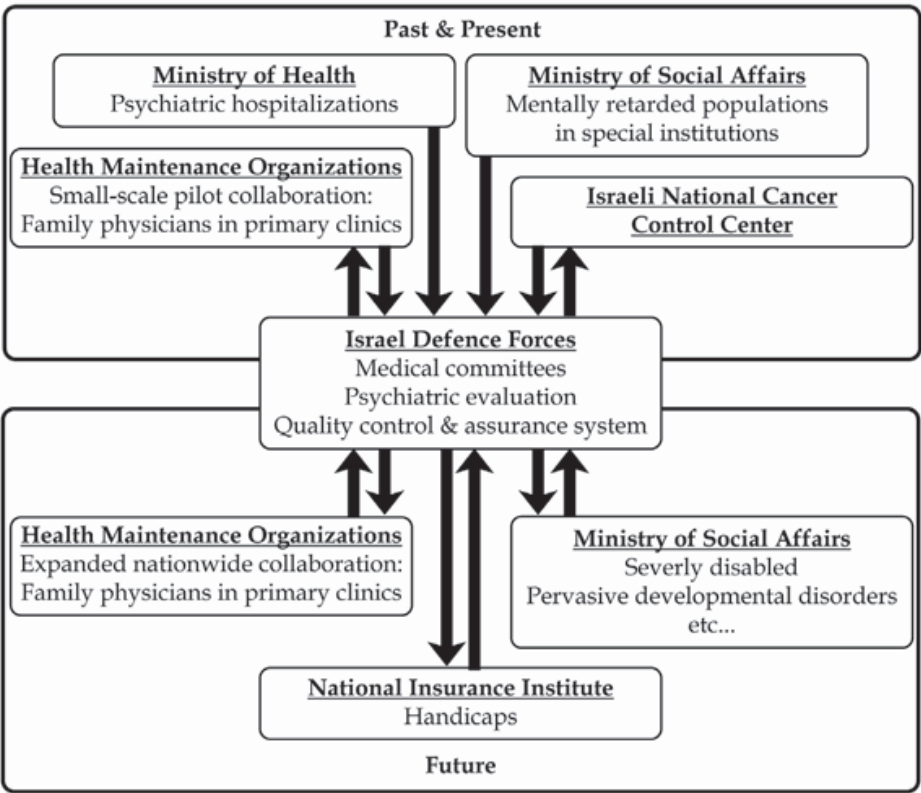 Past & Present
Ministry of Health
Psychiatric hospitalizations
Ministry of Social Affairs
Mentally retarded populations
in special institutions
Health Maintenance Organizations
Small-scale pilot collaboration:
Family physicians in primary clinics
Israeli National Cancer
Control Center
Israel Defence Forces
Medical committees
Psychiatric evaluation
Quality control & assurance system
Health Maintenance Organizations
Expanded nationwide collaboration:
Family physicians in primary clinics
Ministry of Social Affairs
Severly disabled
Pervasive developmental disorders
etc...
National Insurance Institute
Handicaps
Future